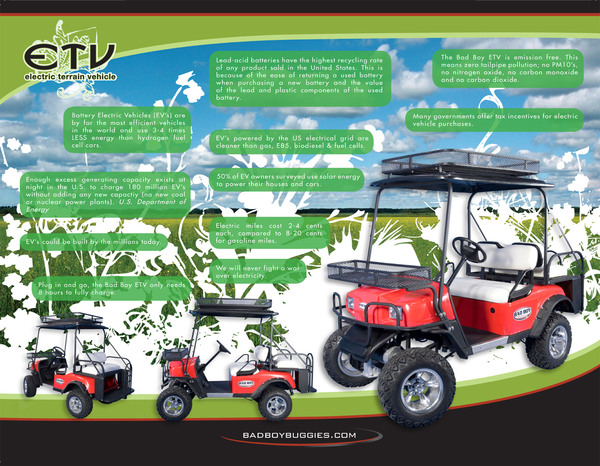 ETV
electric terrain vehicle
Lead-acid batteries have the highest recycling rate
of any product sold in the United States. This is
because of the ease of returning a used battery
when purchasing a new battery and the value
of the lead and plastic components of the used
battery.
The Bad Boy ETV is emission free. This
means zero tailpipe pollution; no PM10's,
no nitrogen oxide, no carbon monoxide
and no carbon dioxide.
Battery Electric Vehicles (EV's) are
by far the most efficient vehicles
in the world and use 3-4 times
LESS energy than hydrogen fuel
cell cars.
Many governments offer tax incentives for electric
vehicle purchases.
EV's powered by the US electrical grid are
cleaner than gas, E85, biodiesel & fuel cells.
Enough excess generating capacity exists at
night in the U.S. to charge 180 million EV's
without adding any new capactiy (no new coal
or nuclear power plants). U.S. Department of
Energy
50% of EV owners surveyed use solar energy
to power their houses and cars.
Electric miles cost 2-4 cents
each, compared to 8-20 cents
for gasoline miles.
EV's could be built by the millions today.
We will never fight a war
over electricity.
Plug in and go, the Bad Boy ETV only needs
8 hours to fully charge.
BAD BOY
BADBOYBUGGIES.COM